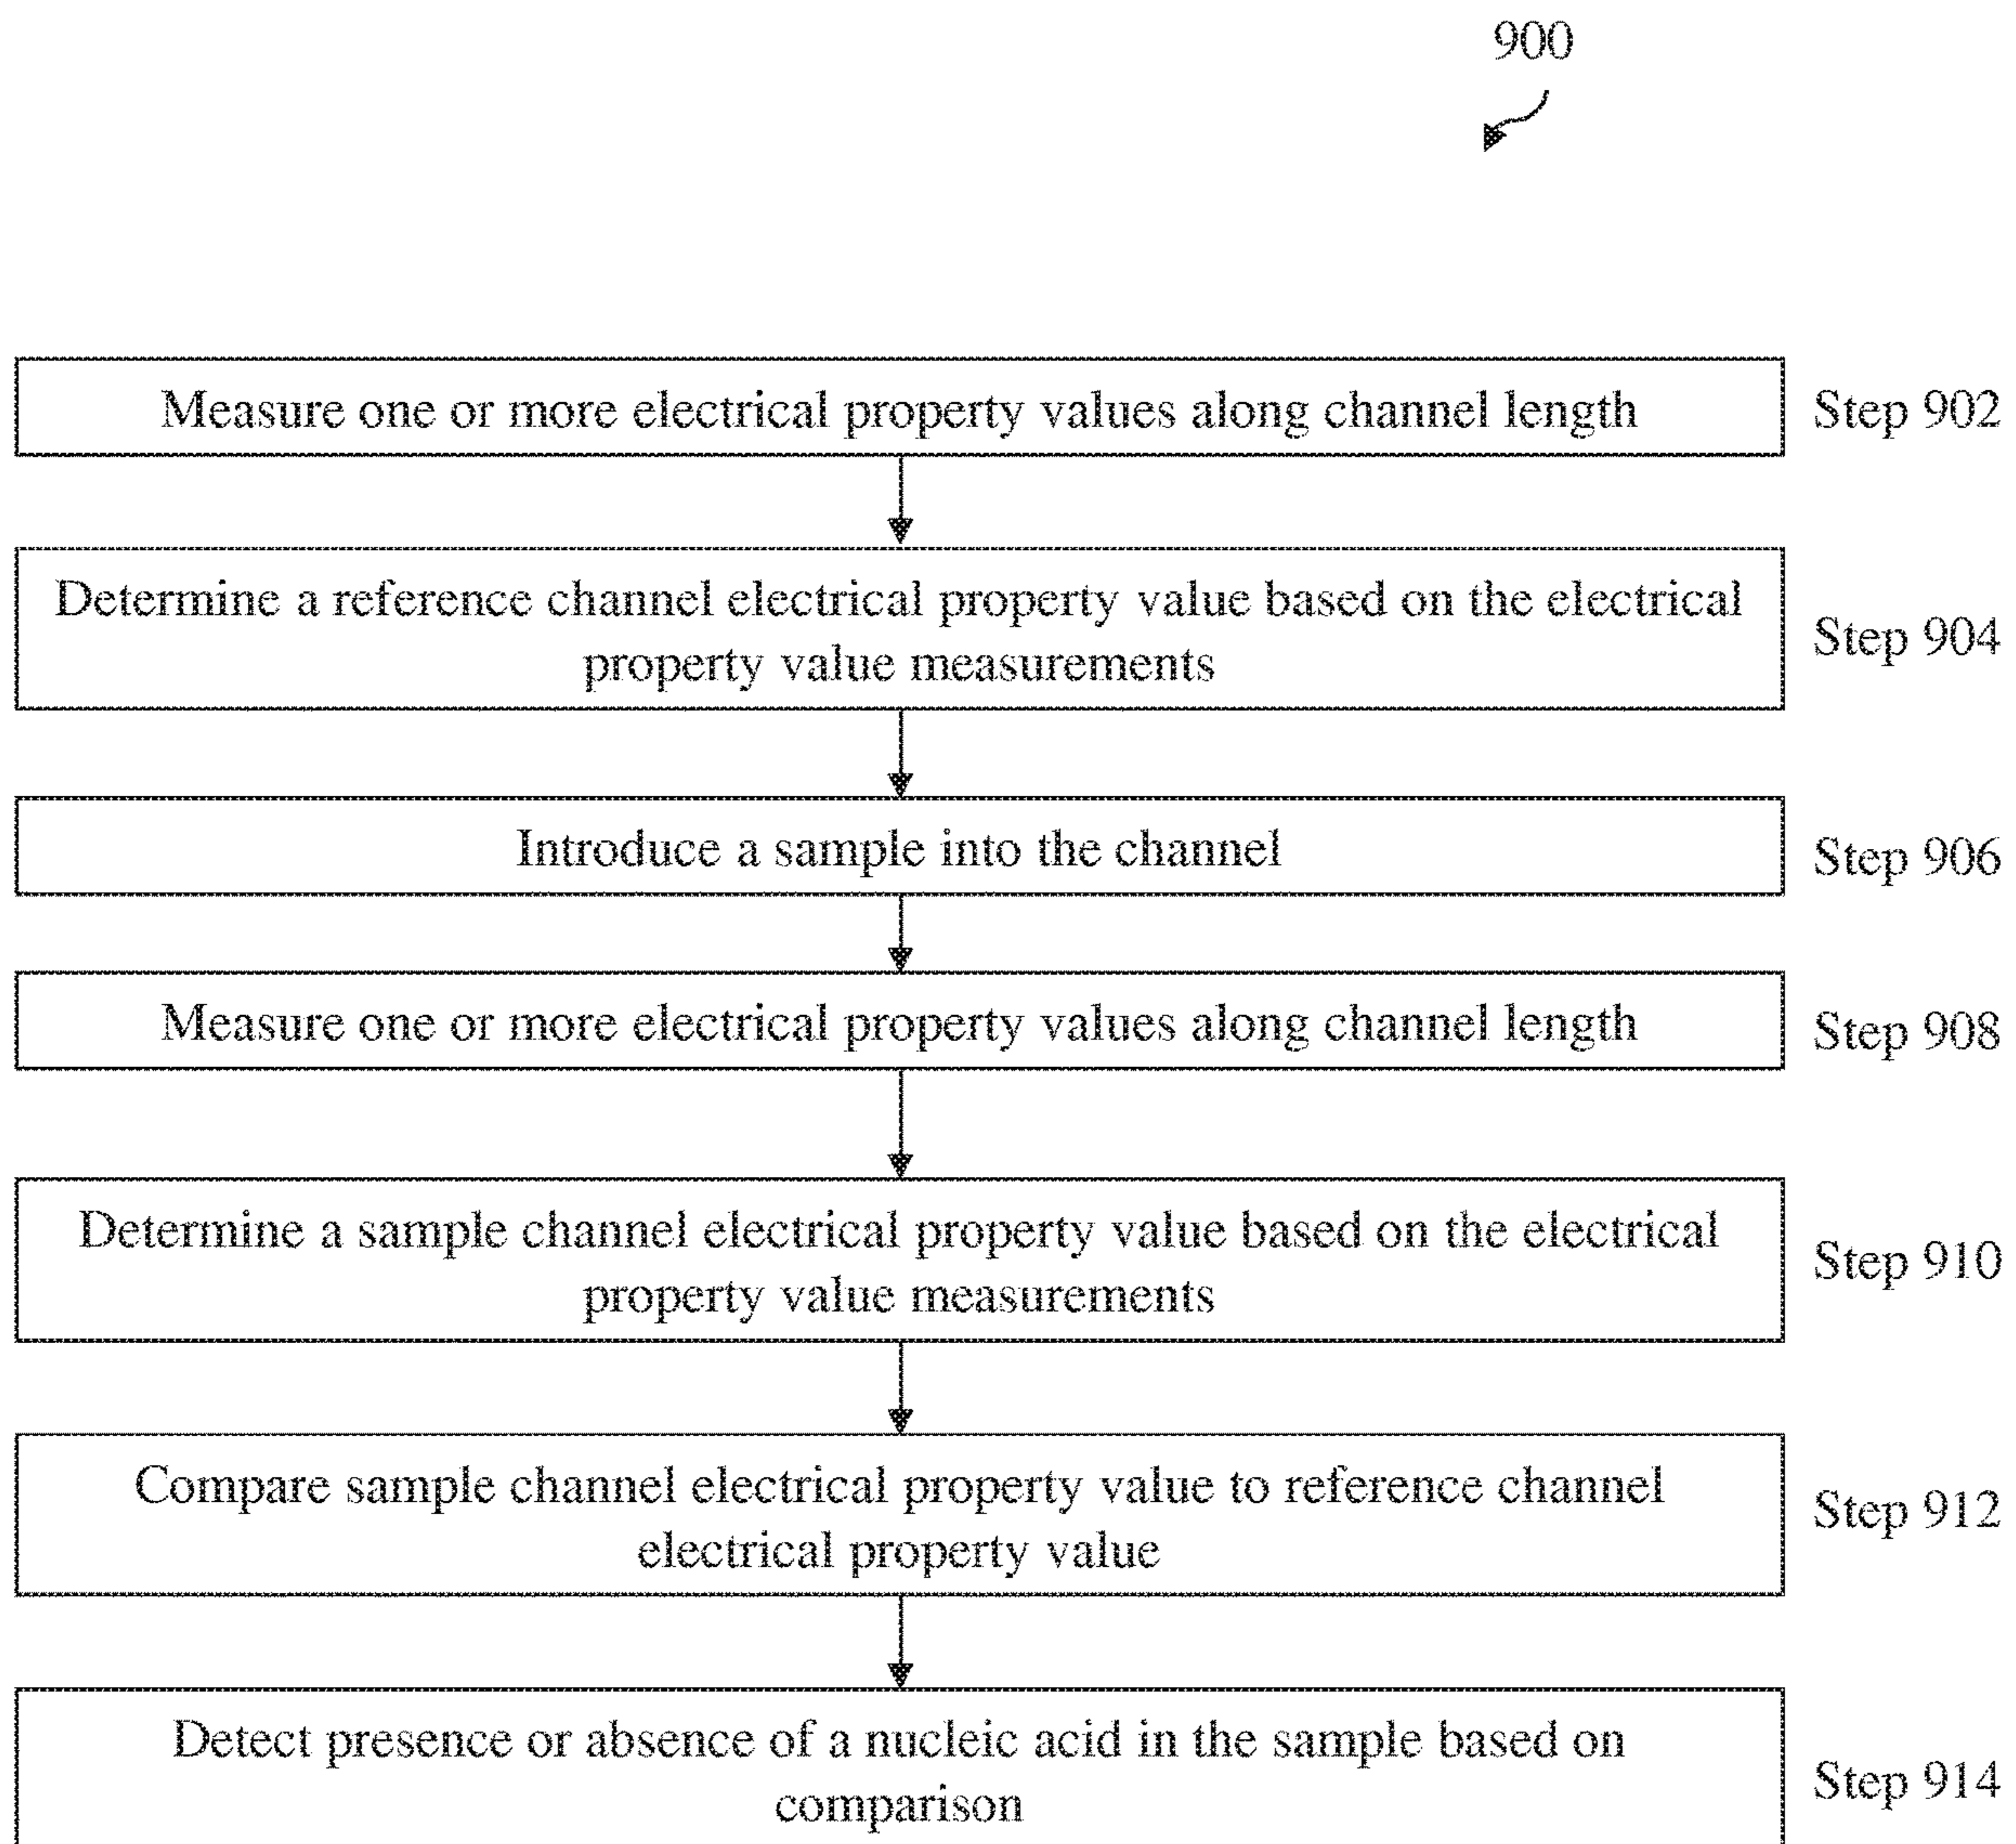 900
Measure one or more electrical property values along channel length
Step 902
Determine a reference channel electrical property value based on the electrical
property value measurements
Step 904
Introduce a sample into the channel
Step 906
Measure one or more electrical property values along channel length
Step 908
Determine a sample channel electrical property value based on the electrical
property value measurements
Step 910
Compare sample channel electrical property value to reference channel
electrical property value
Step 912
Detect presence or absence of a nucleic acid in the sample based on
comparison
Step 914